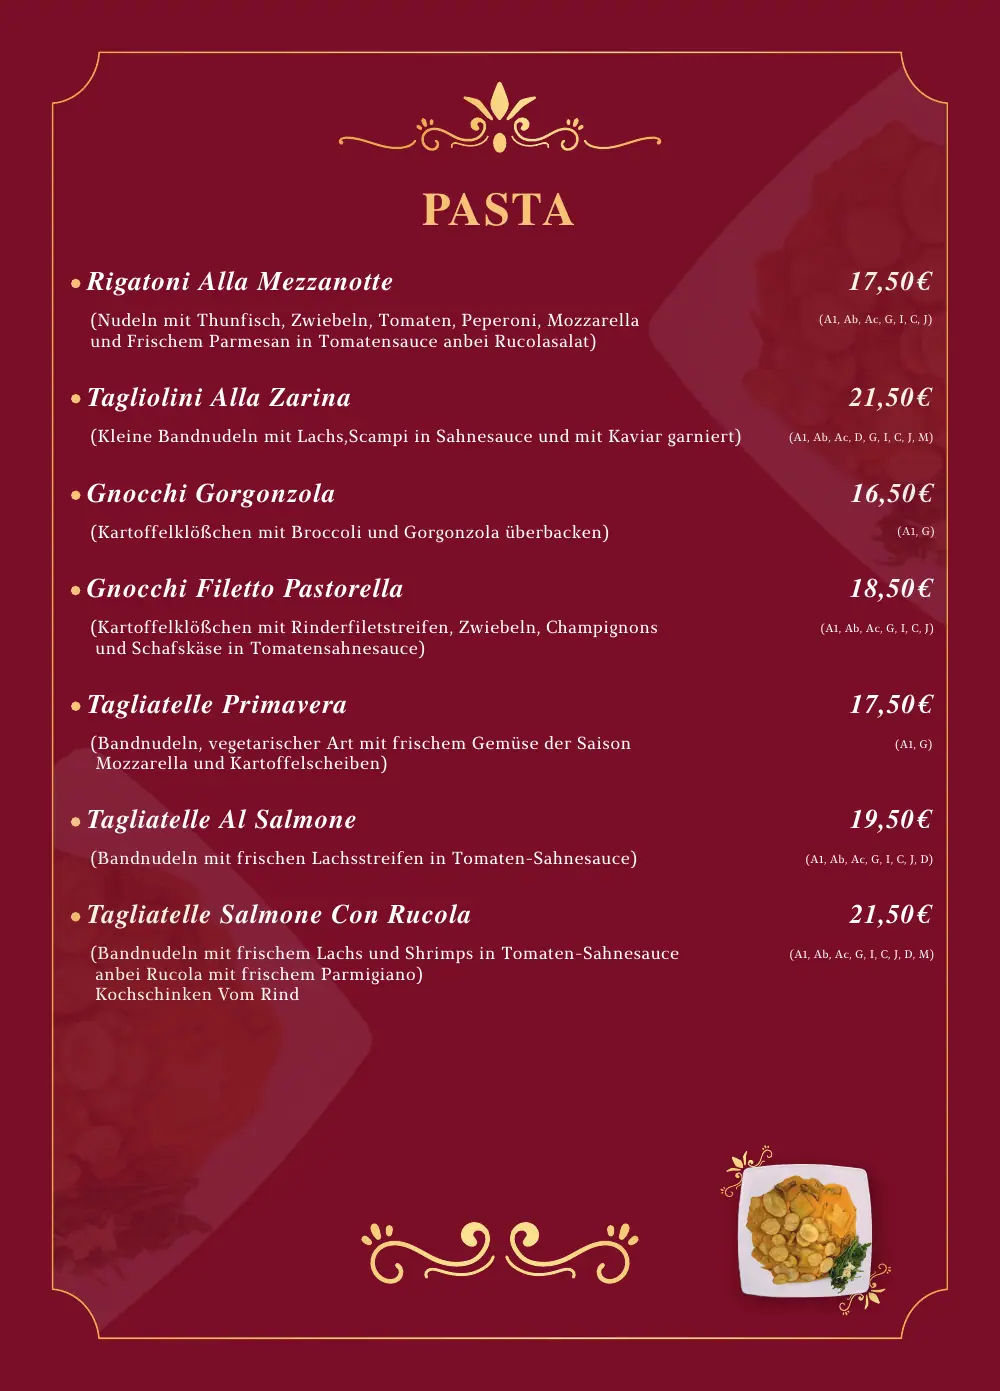 PASTA
• Rigatoni Alla Mezzanotte 17,50€
(Nudeln mit Thunfisch, Zwiebeln, Tomaten, Peperoni, Mozzarella (A1, Ab, Ac, G, I, C, J)
und Frischem Parmesan in Tomatensauce anbei Rucolasalat)
• Tagliolini Alla Zarina 21,50€
(Kleine Bandnudeln mit Lachs,Scampi in Sahnesauce und mit Kaviar garniert) (A1, Ab, Ac, D, G, I, C, J, M)
• Gnocchi Gorgonzola 16,50€
(Kartoffelklößchen mit Broccoli und Gorgonzola überbacken) (A1, G)
• Gnocchi Filetto Pastorella 18,50€
(Kartoffelklößchen mit Rinderfiletstreifen, Zwiebeln, Champignons (A1, Ab, Ac, G, I, C, J)
und Schafskäse in Tomatensahnesauce)
• Tagliatelle Primavera 17,50€
(Bandnudeln, vegetarischer Art mit frischem Gemüse der Saison (A1, G)
Mozzarella und Kartoffelscheiben)
• Tagliatelle Al Salmone 19,50€
(Bandnudeln mit frischen Lachsstreifen in Tomaten-Sahnesauce) (A1, Ab, Ac, G, I, C, J, D)
• Tagliatelle Salmone Con Rucola 21,50€
(Bandnudeln mit frischem Lachs und Shrimps in Tomaten-Sahnesauce (A1, Ab, Ac, G, I, C, J, D, M)
anbei Rucola mit frischem Parmigiano)
Kochschinken Vom Rind